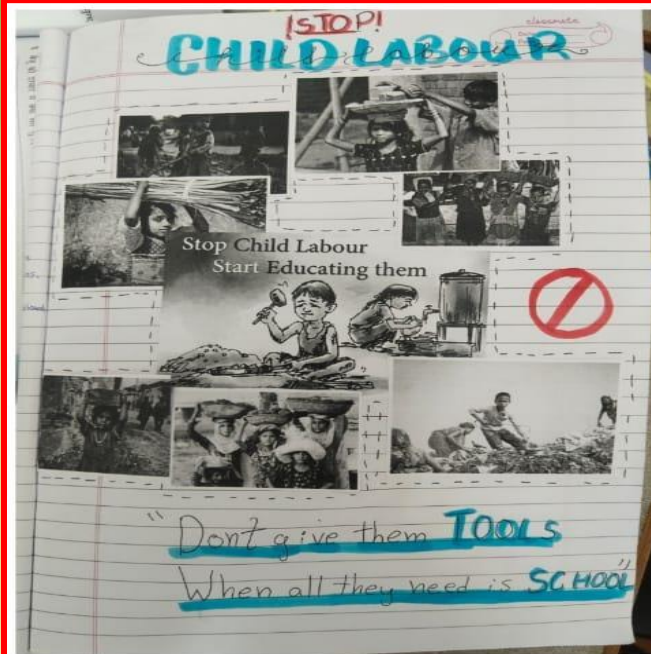 ¡STOP!
classmate
CHILD LABOUR
Stop Child Labour
Start Educating them
"Don't give them TOOLS
When all they need is SCHOOL"